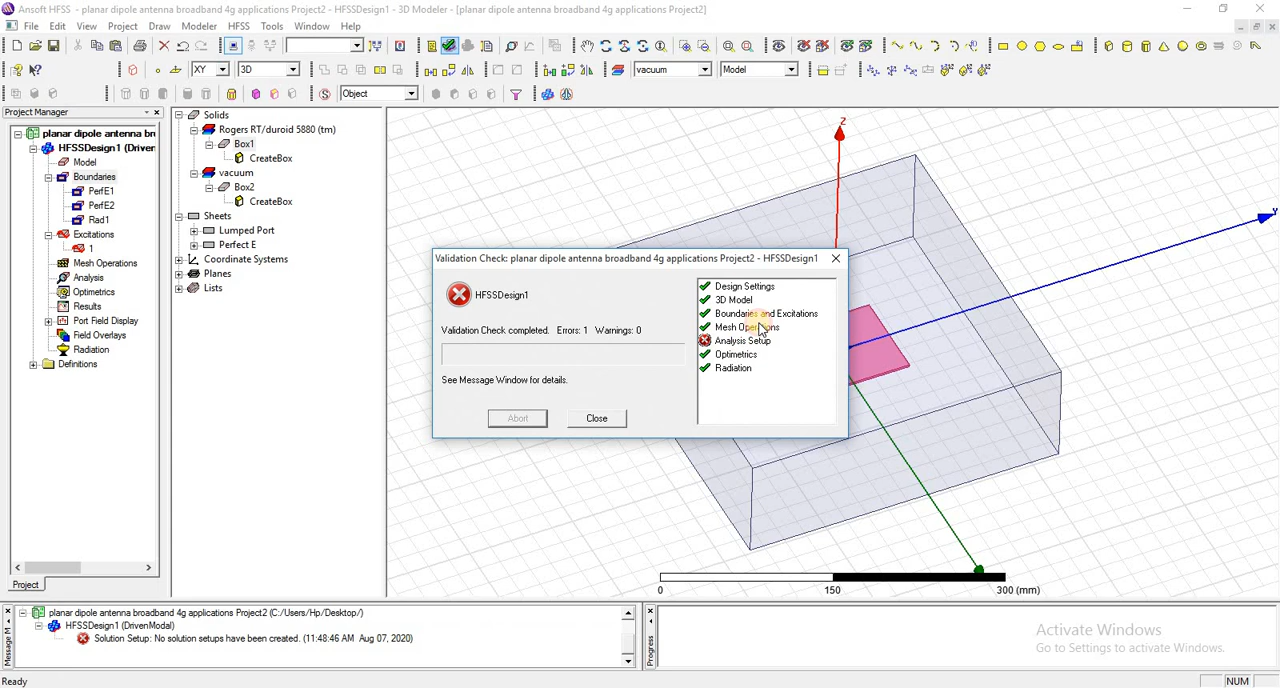 Ansoft HFSS - planar dipole antenna broadband 4g applications Project2 - HFSSDesign1 - 3D Modeler - [planar dipole antenna broadband 4g applications Project2]
File Edit View Project Draw Modeler HFSS Tools Window Help
XY 3D vacuum Model
Object
Project Manager
planar dipole antenna bri
HFSSDesign1 (Driven
Model
Boundaries
PerfE1
PerfE2
Rad1
Excitations
1
Mesh Operations
Analysis
Optimetrics
Results
Port Field Display
Field Overlays
Radiation
Definitions
Project
Solids
Rogers RT/duroid 5880 (tm)
Box1
CreateBox
vacuum
Box2
CreateBox
Sheets
Lumped Port
Perfect E
Coordinate Systems
Planes
Lists
Z
Y
0 150 300 (mm)
Validation Check: planar dipole antenna broadband 4g applications Project2 - HFSSDesign1
HFSSDesign1
Validation Check completed. Errors: 1 Warnings: 0
See Message Window for details.
Abort Close
Design Settings
3D Model
Boundaries and Excitations
Mesh Operations
Analysis Setup
Optimetrics
Radiation
planar dipole antenna broadband 4g applications Project2 (C:/Users/Hp/Desktop/)
HFSSDesign1 (DrivenModal)
Solution Setup: No solution setups have been created. (11:48:46 AM Aug 07, 2020)
Message M
Progress
Activate Windows
Go to Settings to activate Windows.
Ready
NUM